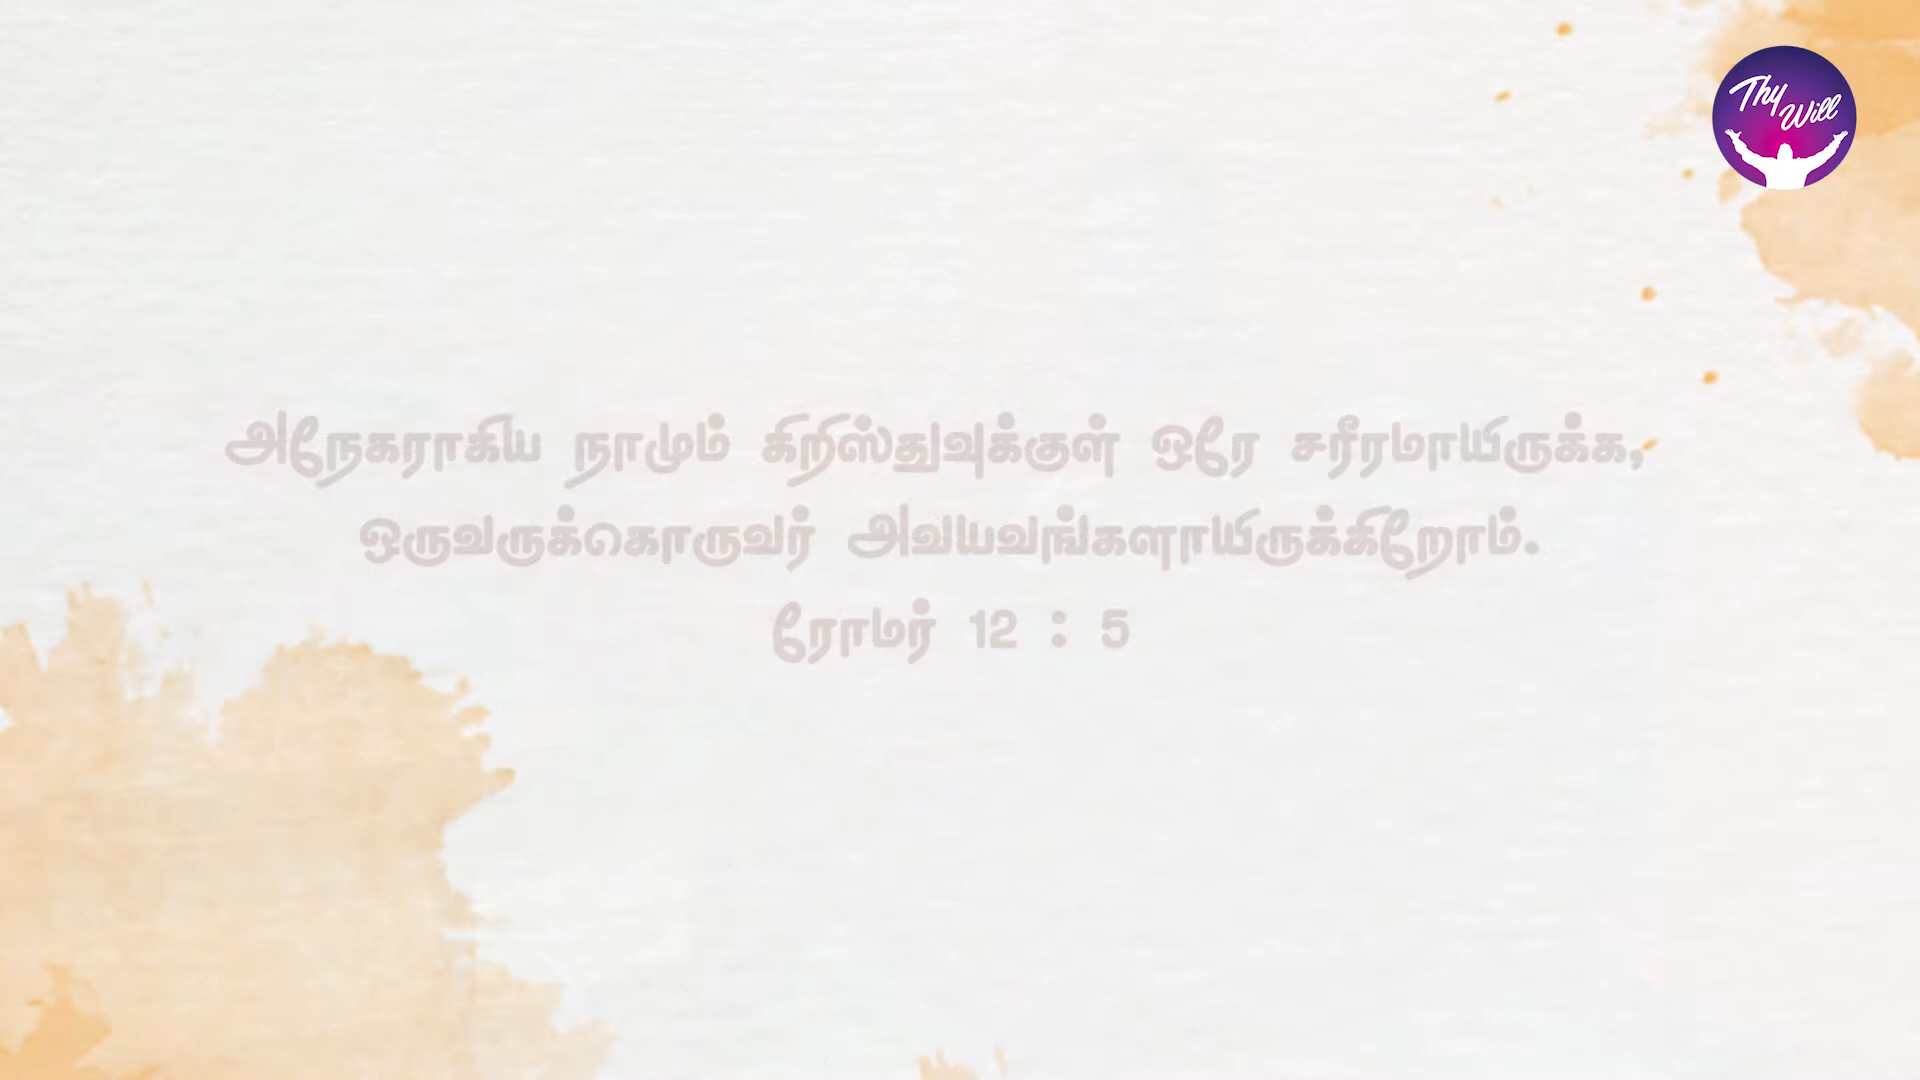 Thy Will
அநேகராகிய நாமும் கிறிஸ்துவுக்குள் ஒரே சரீரமாயிருக்க,
ஒருவருக்கொருவர் அவயவங்களாயிருக்கிறோம்.
ரோமர் 12 : 5